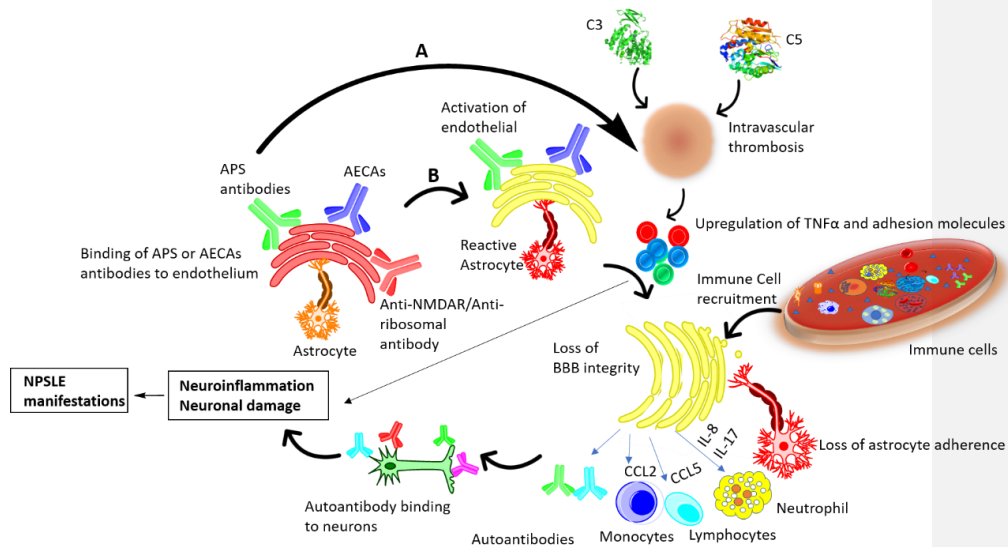 C3
C5
A
Activation of
endothelial
Intravascular
thrombosis
APS
antibodies
AECAs
B
Upregulation of TNFα and adhesion molecules
Binding of APS or AECAs
antibodies to endothelium
Reactive
Astrocyte
Immune Cell
recruitment
Anti-NMDAR/Anti-
ribosomal
antibody
Astrocyte
Immune cells
Loss of
BBB integrity
NPSLE
manifestations
Neuroinflammation
Neuronal damage
IL-8
IL-17
Loss of astrocyte adherence
CCL2
CCL5
Neutrophil
Autoantibody binding
to neurons
Autoantibodies
Monocytes
Lymphocytes